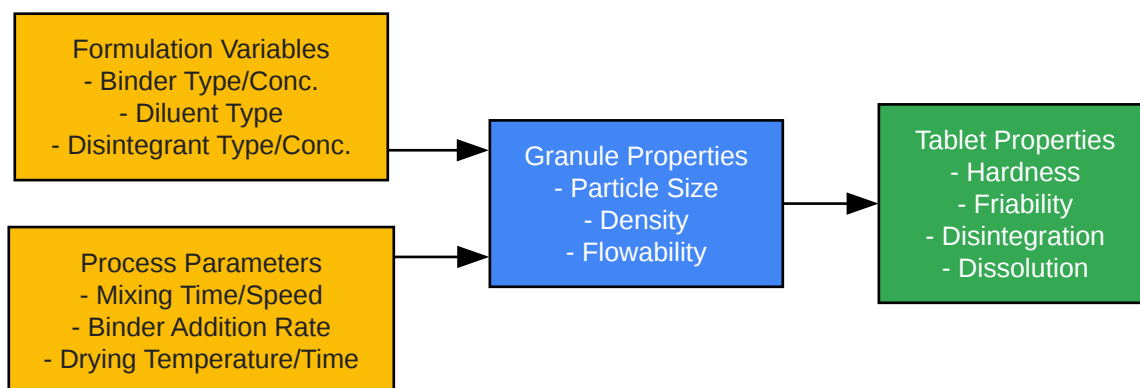 Formulation Variables
- Binder Type/Conc.
- Diluent Type
- Disintegrant Type/Conc.
Process Parameters
- Mixing Time/Speed
- Binder Addition Rate
- Drying Temperature/Time
Granule Properties
- Particle Size
- Density
- Flowability
Tablet Properties
- Hardness
- Friability
- Disintegration
- Dissolution